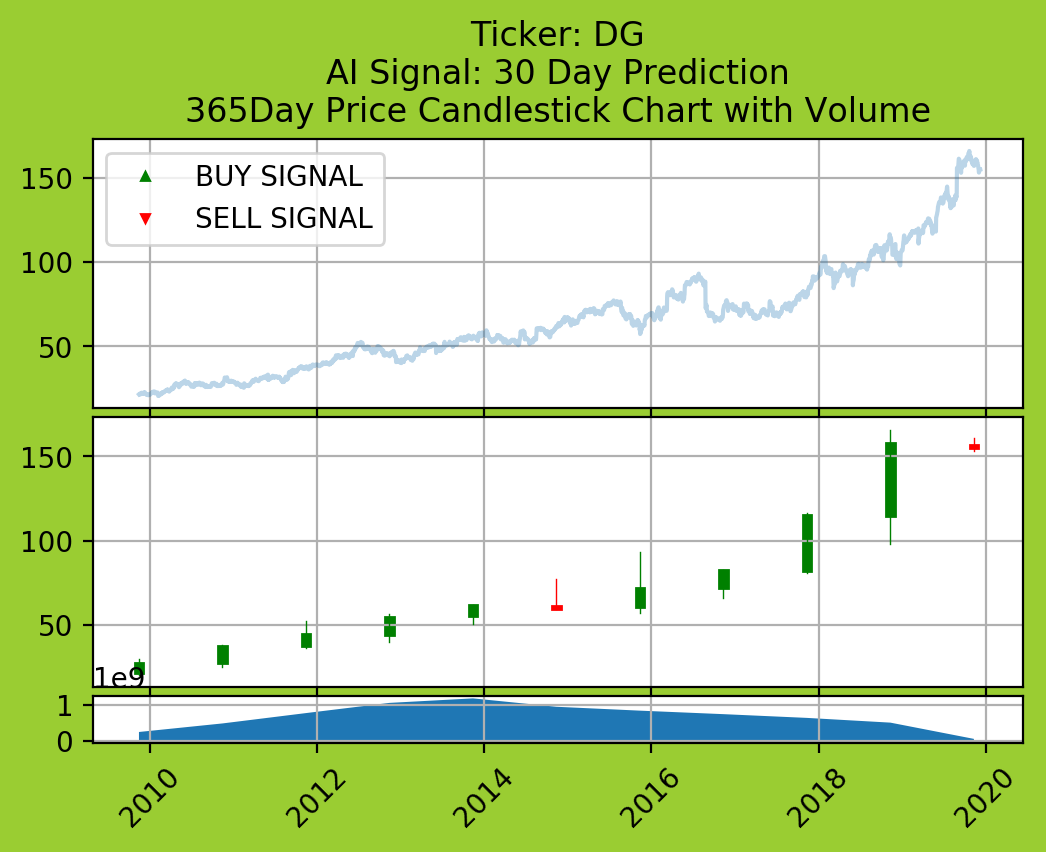 Ticker: DG
AI Signal: 30 Day Prediction
365Day Price Candlestick Chart with Volume
BUY SIGNAL
SELL SIGNAL
150
100
50
150
100
50
1e9
1
0
2010 2012 2014 2016 2018 2020